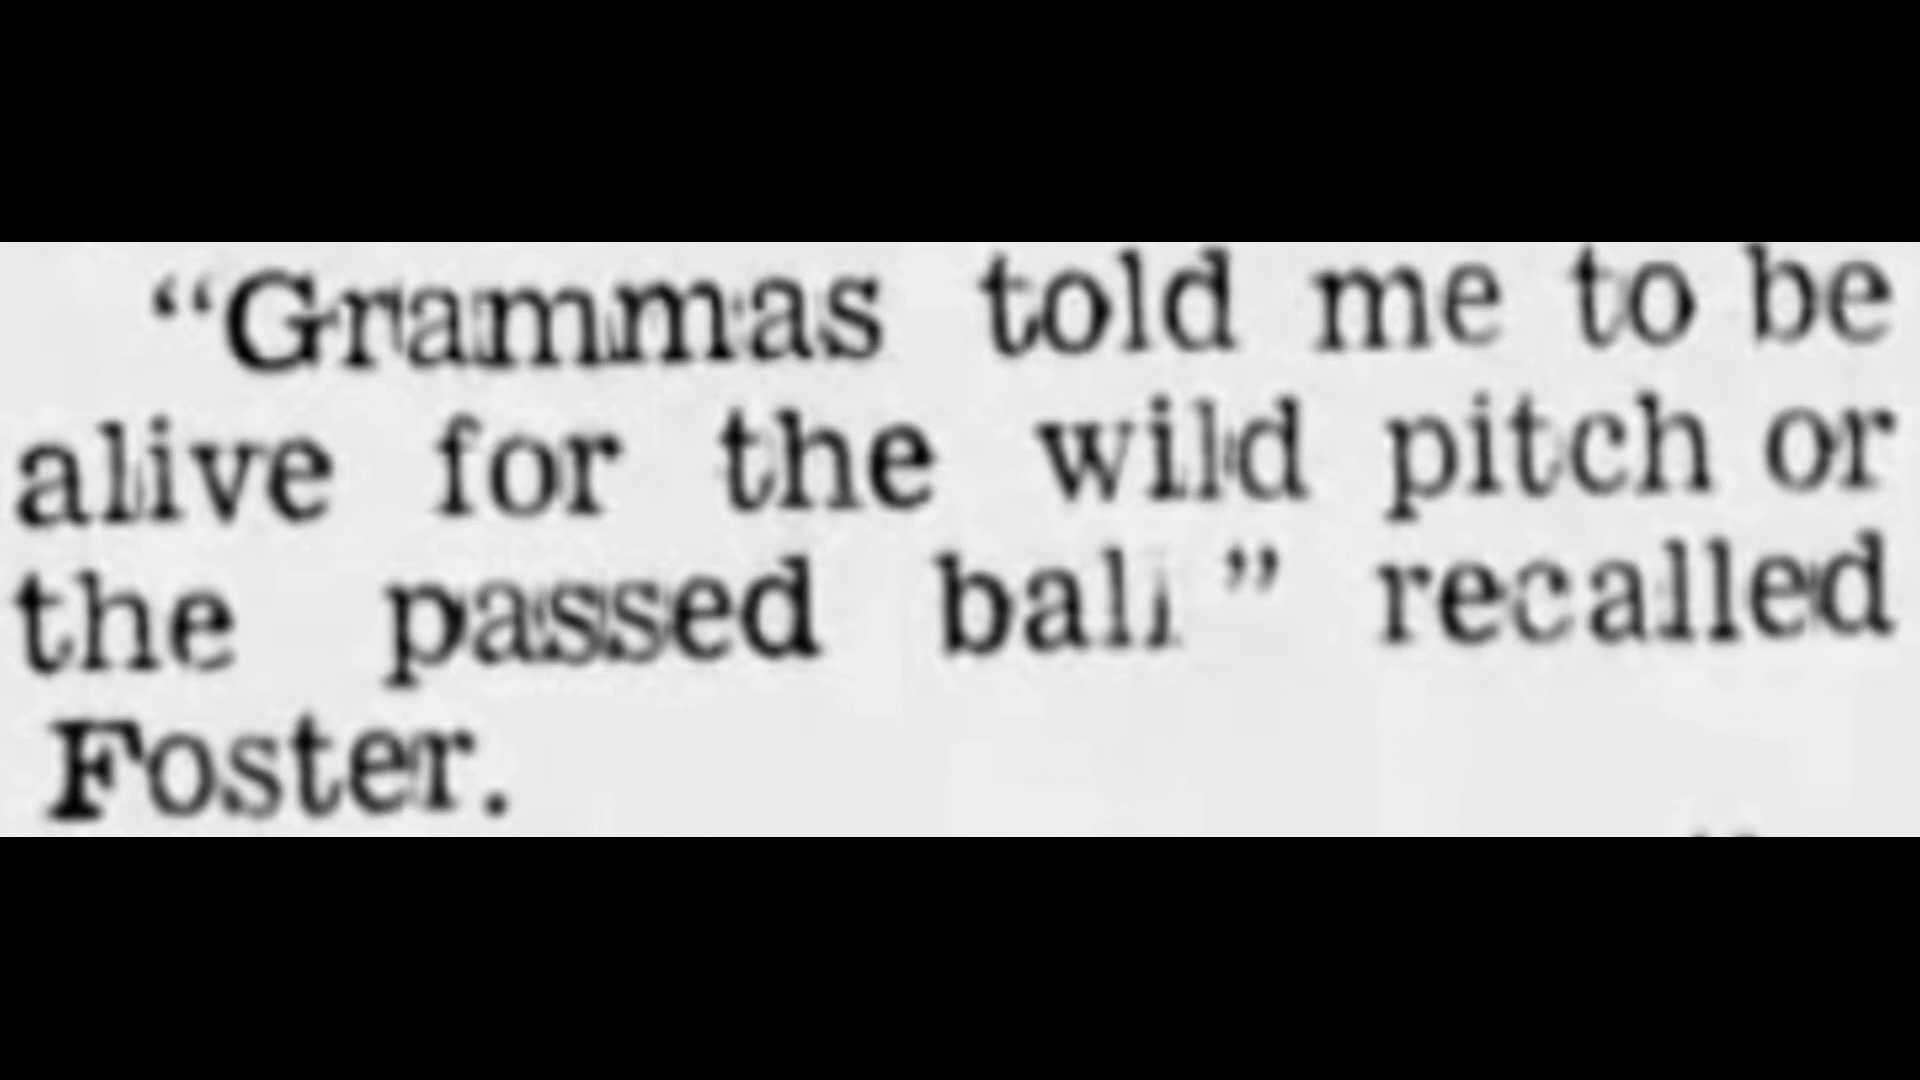 “Grammas told me to be
alive for the wild pitch or
the passed ball” recalled
Foster.